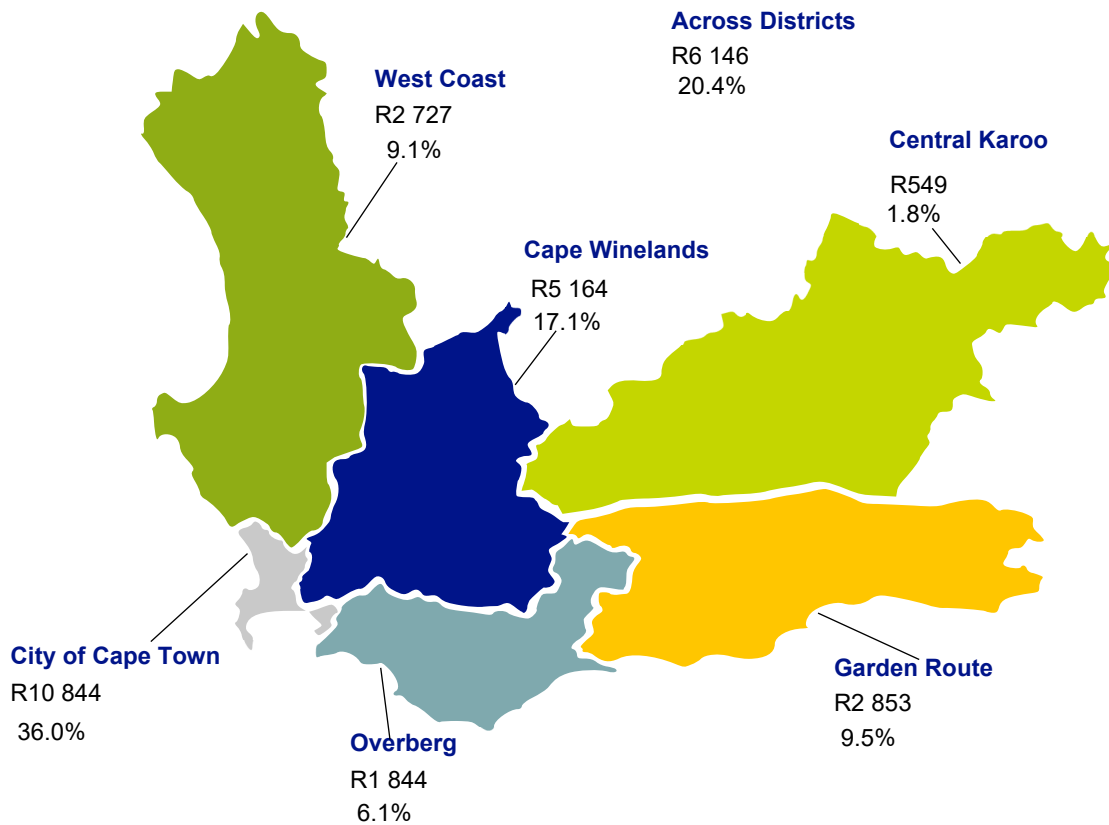 Across Districts
R6 146
20.4%
West Coast
R2 727
9.1%
Central Karoo
R549
1.8%
Cape Winelands
R5 164
17.1%
City of Cape Town
R10 844
36.0%
Garden Route
R2 853
9.5%
Overberg
R1 844
6.1%